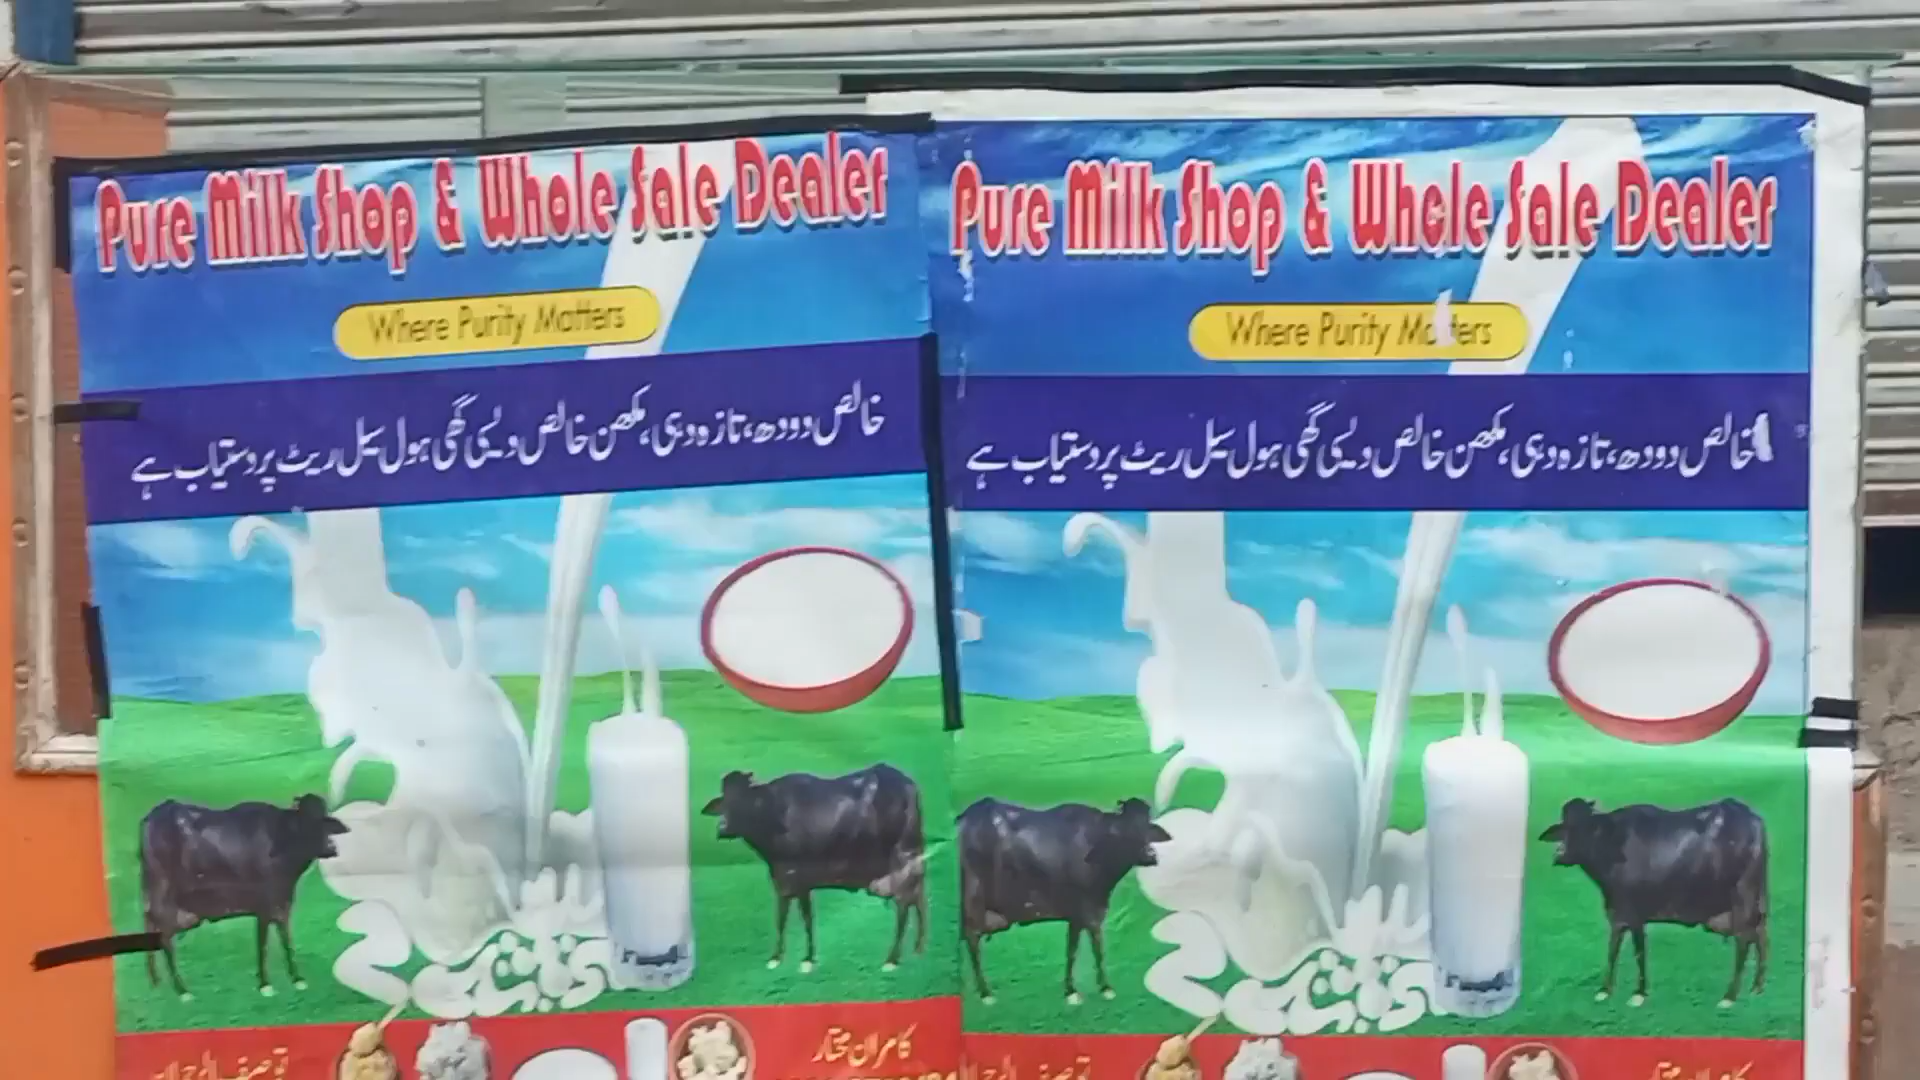 Pure Milk Shop & Whole Sale Dealer
Where Purity Matters
خالص دودھ، تازہ دہی، مکھن خالص دیسی گھی ہول سیل ریٹ پر دستیاب ہے
کامران مختار
Pure Milk Shop & Whole Sale Dealer
Where Purity Matters
خالص دودھ، تازہ دہی، مکھن خالص دیسی گھی ہول سیل ریٹ پر دستیاب ہے